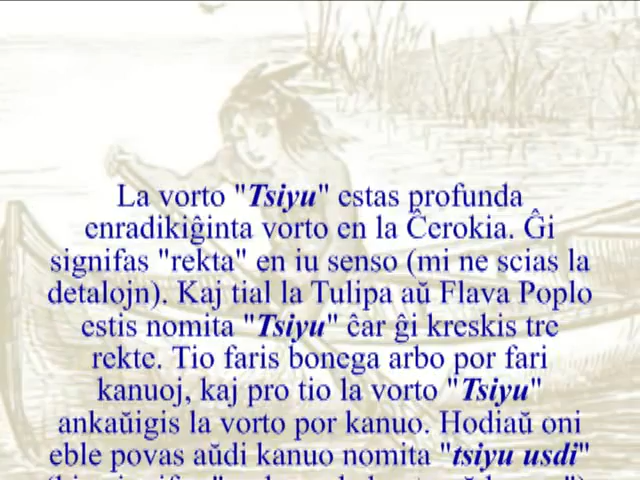 La vorto "Tsiyu" estas profunda
enradikiĝinta vorto en la Ĉerokia. Ĝi
signifas "rekta" en iu senso (mi ne scias la
detalojn). Kaj tial la Tulipa aŭ Flava Poplo
estis nomita "Tsiyu" ĉar ĝi kreskis tre
rekte. Tio faris bonega arbo por fari
kanuoj, kaj pro tio la vorto "Tsiyu"
ankaŭigis la vorto por kanuo. Hodiaŭ oni
eble povas aŭdi kanuo nomita "tsiyu usdi"